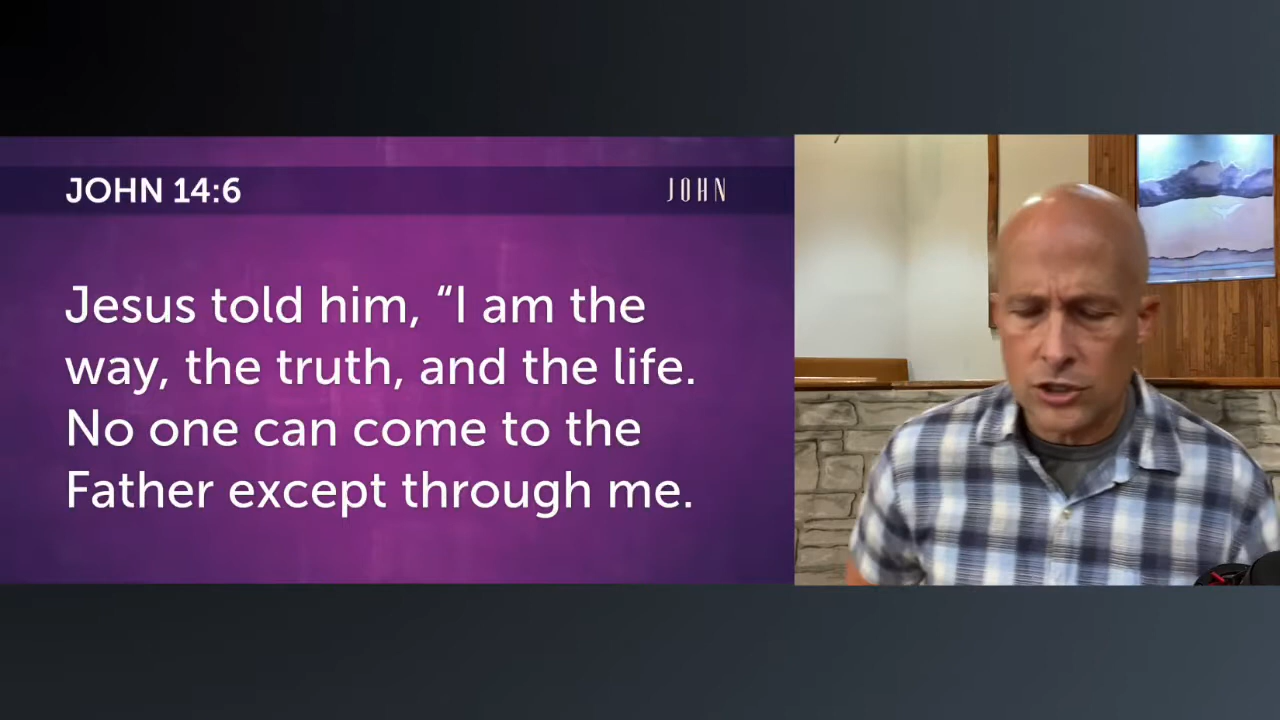 JOHN 14:6
JOHN
Jesus told him, “I am the
way, the truth, and the life.
No one can come to the
Father except through me.